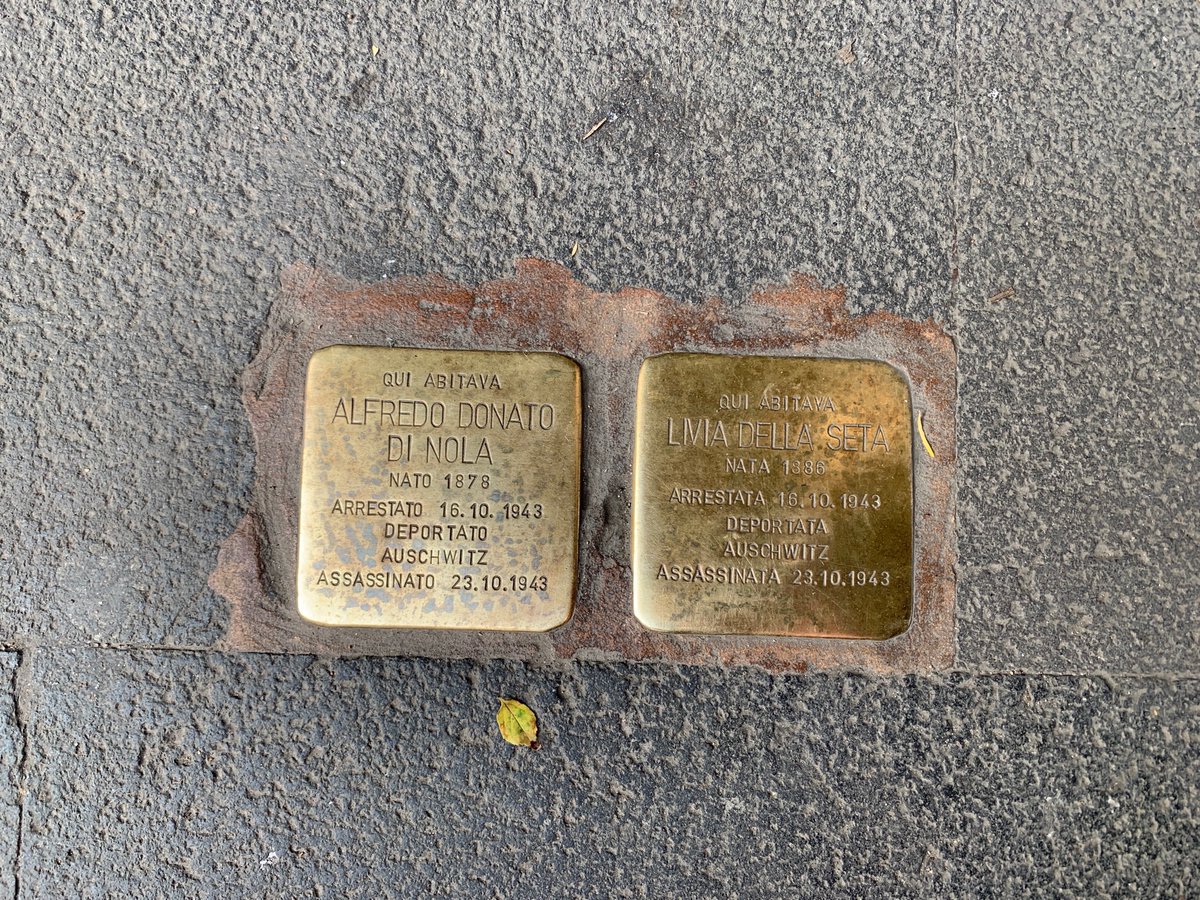 QUI ABITAVA
ALFREDO DONATO
DI NOLA
NATO 1878
ARRESTATO 16.10.1943
DEPORTATO
AUSCHWITZ
ASSASSINATO 23.10.1943
QUI ABITAVA
LIVIA DELLA SETA
NATA 1886
ARRESTATA 16.10.1943
DEPORTATA
AUSCHWITZ
ASSASSINATA 23.10.1943